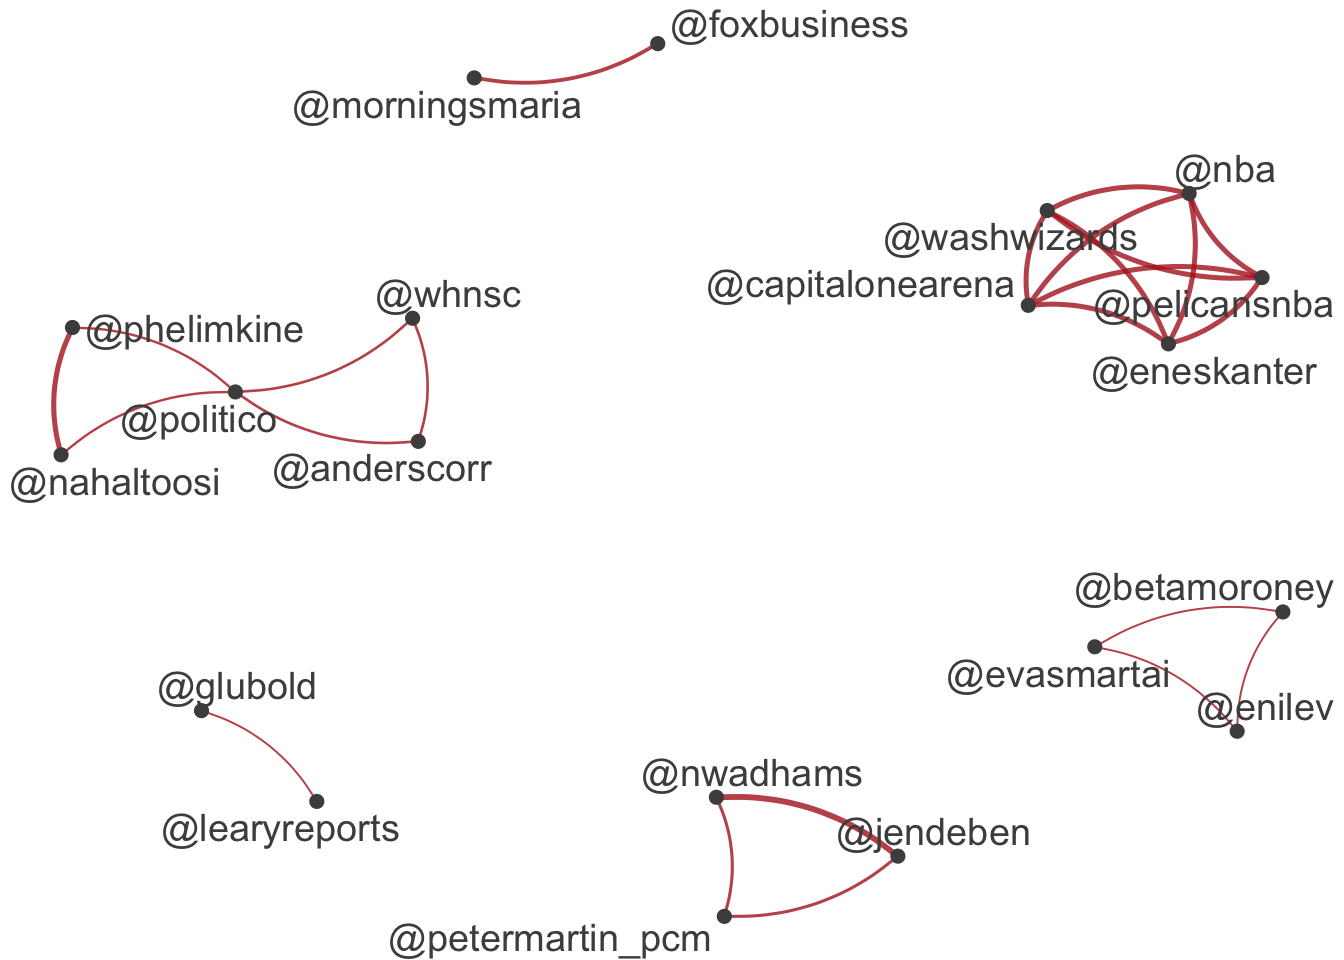 @foxbusiness
@morningsmaria
@nba
@washwizards
@capitalonearena
@pelicansnba
@eneskanter
@whnsc
@phelimkine
@politico
@anderscorr
@nahaltoosi
@betamoroney
@evasmartai
@enilev
@glubold
@learyreports
@nwadhams
@jendeben
@petermartin_pcm